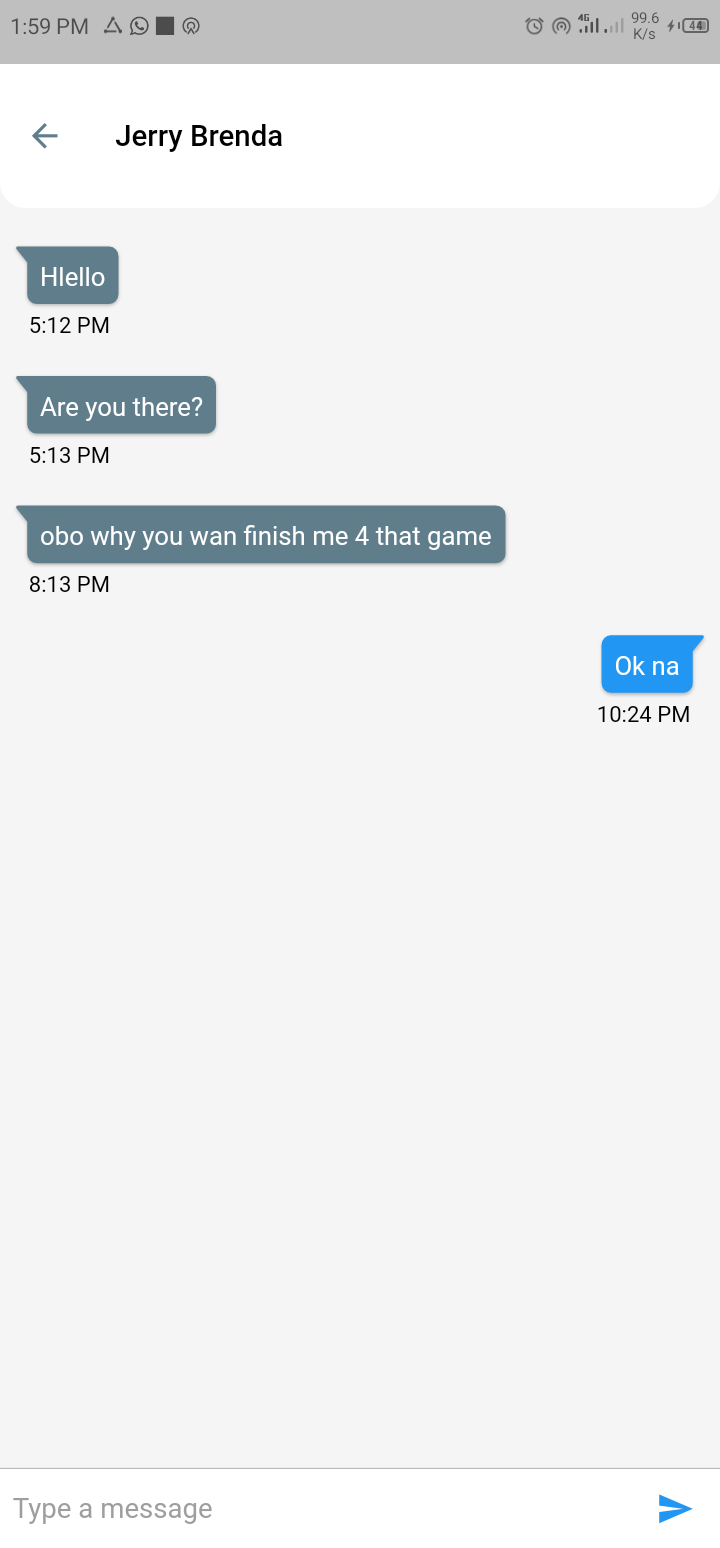 1:59 PM 4G 99.6 K/s 44
Jerry Brenda
Hlello
5:12 PM
Are you there?
5:13 PM
obo why you wan finish me 4 that game
8:13 PM
Ok na
10:24 PM
Type a message